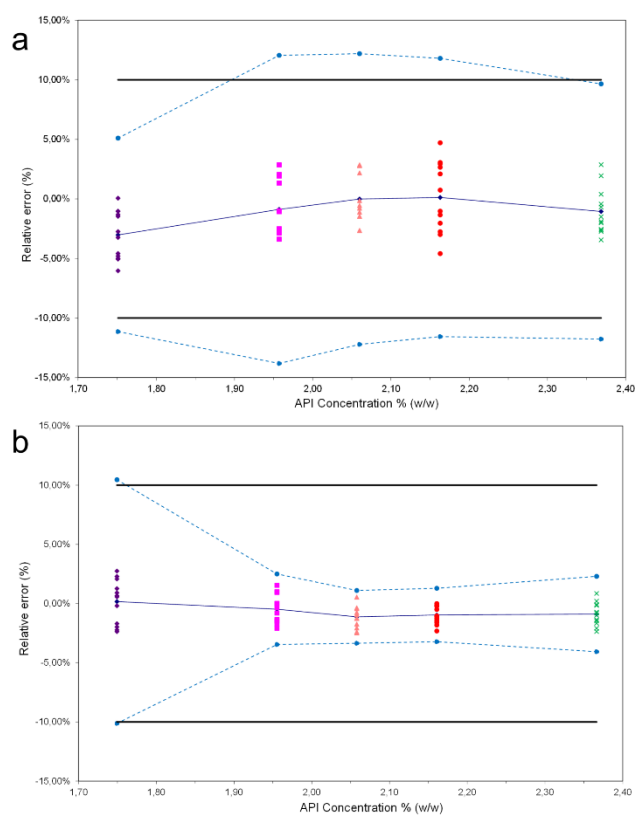 a
15,00%
10,00%
5,00%
0,00%
-5,00%
-10,00%
-15,00%
Relative error (%)
1,70 1,80 1,90 2,00 2,10 2,20 2,30 2,40
API Concentration % (w/w)
b
15,00%
10,00%
5,00%
0,00%
-5,00%
-10,00%
-15,00%
Relative error (%)
1,70 1,80 1,90 2,00 2,10 2,20 2,30 2,40
API Concentration % (w/w)